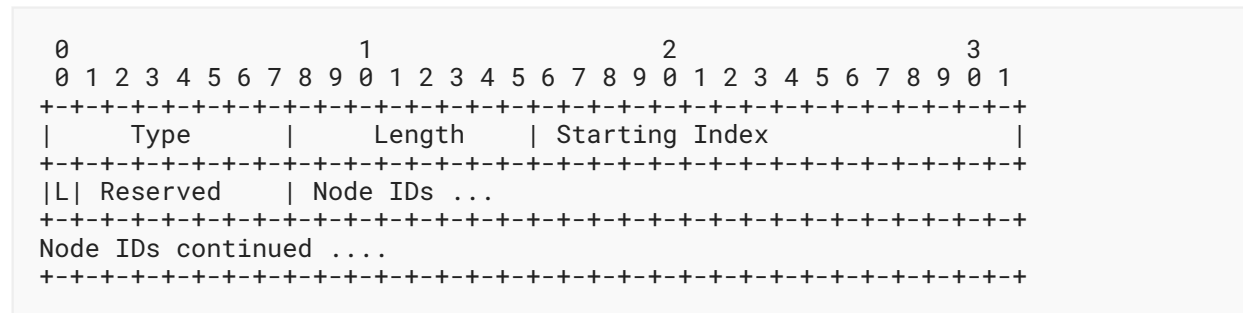 0                   1                   2                   3
 0 1 2 3 4 5 6 7 8 9 0 1 2 3 4 5 6 7 8 9 0 1 2 3 4 5 6 7 8 9 0 1
+-+-+-+-+-+-+-+-+-+-+-+-+-+-+-+-+-+-+-+-+-+-+-+-+-+-+-+-+-+-+-+-+
|     Type      |     Length    | Starting Index                |
+-+-+-+-+-+-+-+-+-+-+-+-+-+-+-+-+-+-+-+-+-+-+-+-+-+-+-+-+-+-+-+-+
|L| Reserved    | Node IDs ...
+-+-+-+-+-+-+-+-+-+-+-+-+-+-+-+-+-+-+-+-+-+-+-+-+-+-+-+-+-+-+-+-+
Node IDs continued ....
+-+-+-+-+-+-+-+-+-+-+-+-+-+-+-+-+-+-+-+-+-+-+-+-+-+-+-+-+-+-+-+-+